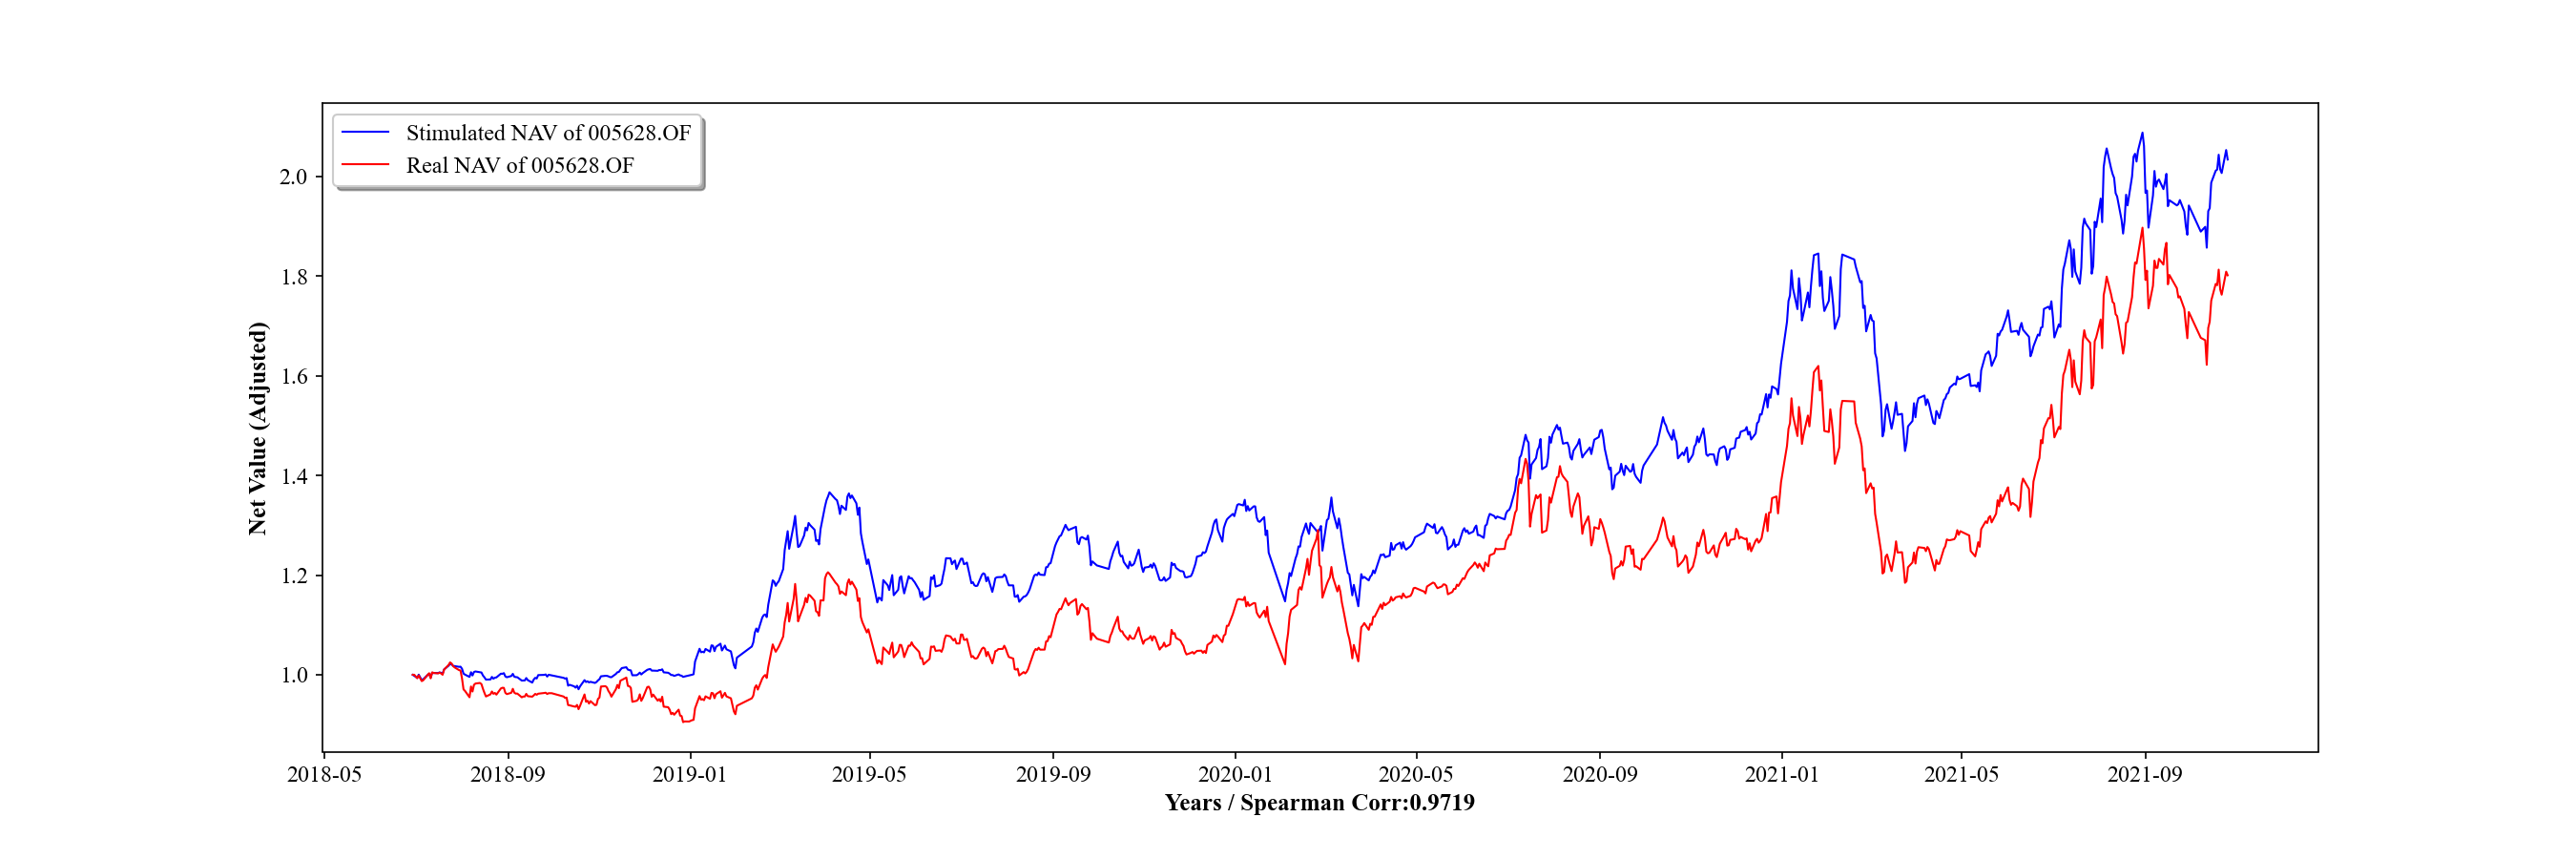 Stimulated NAV of 005628.OF
Real NAV of 005628.OF
Net Value (Adjusted)
2.0
1.8
1.6
1.4
1.2
1.0
2018-05 2018-09 2019-01 2019-05 2019-09 2020-01 2020-05 2020-09 2021-01 2021-05 2021-09
Years / Spearman Corr:0.9719